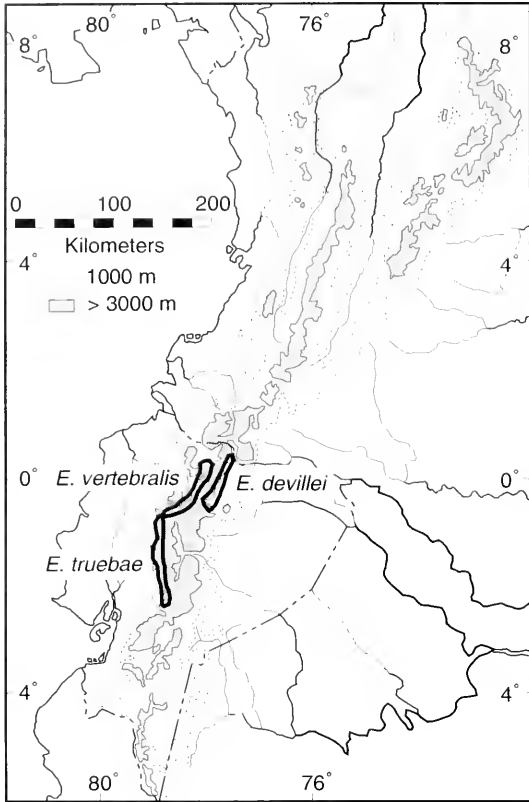 80° 76°
8° 8°
0 100 200
Kilometers
4° 4°
1000 m
> 3000 m
0° 0°
E. vertebralis
E. devillei
E. truebae
4° 4°
80° 76°